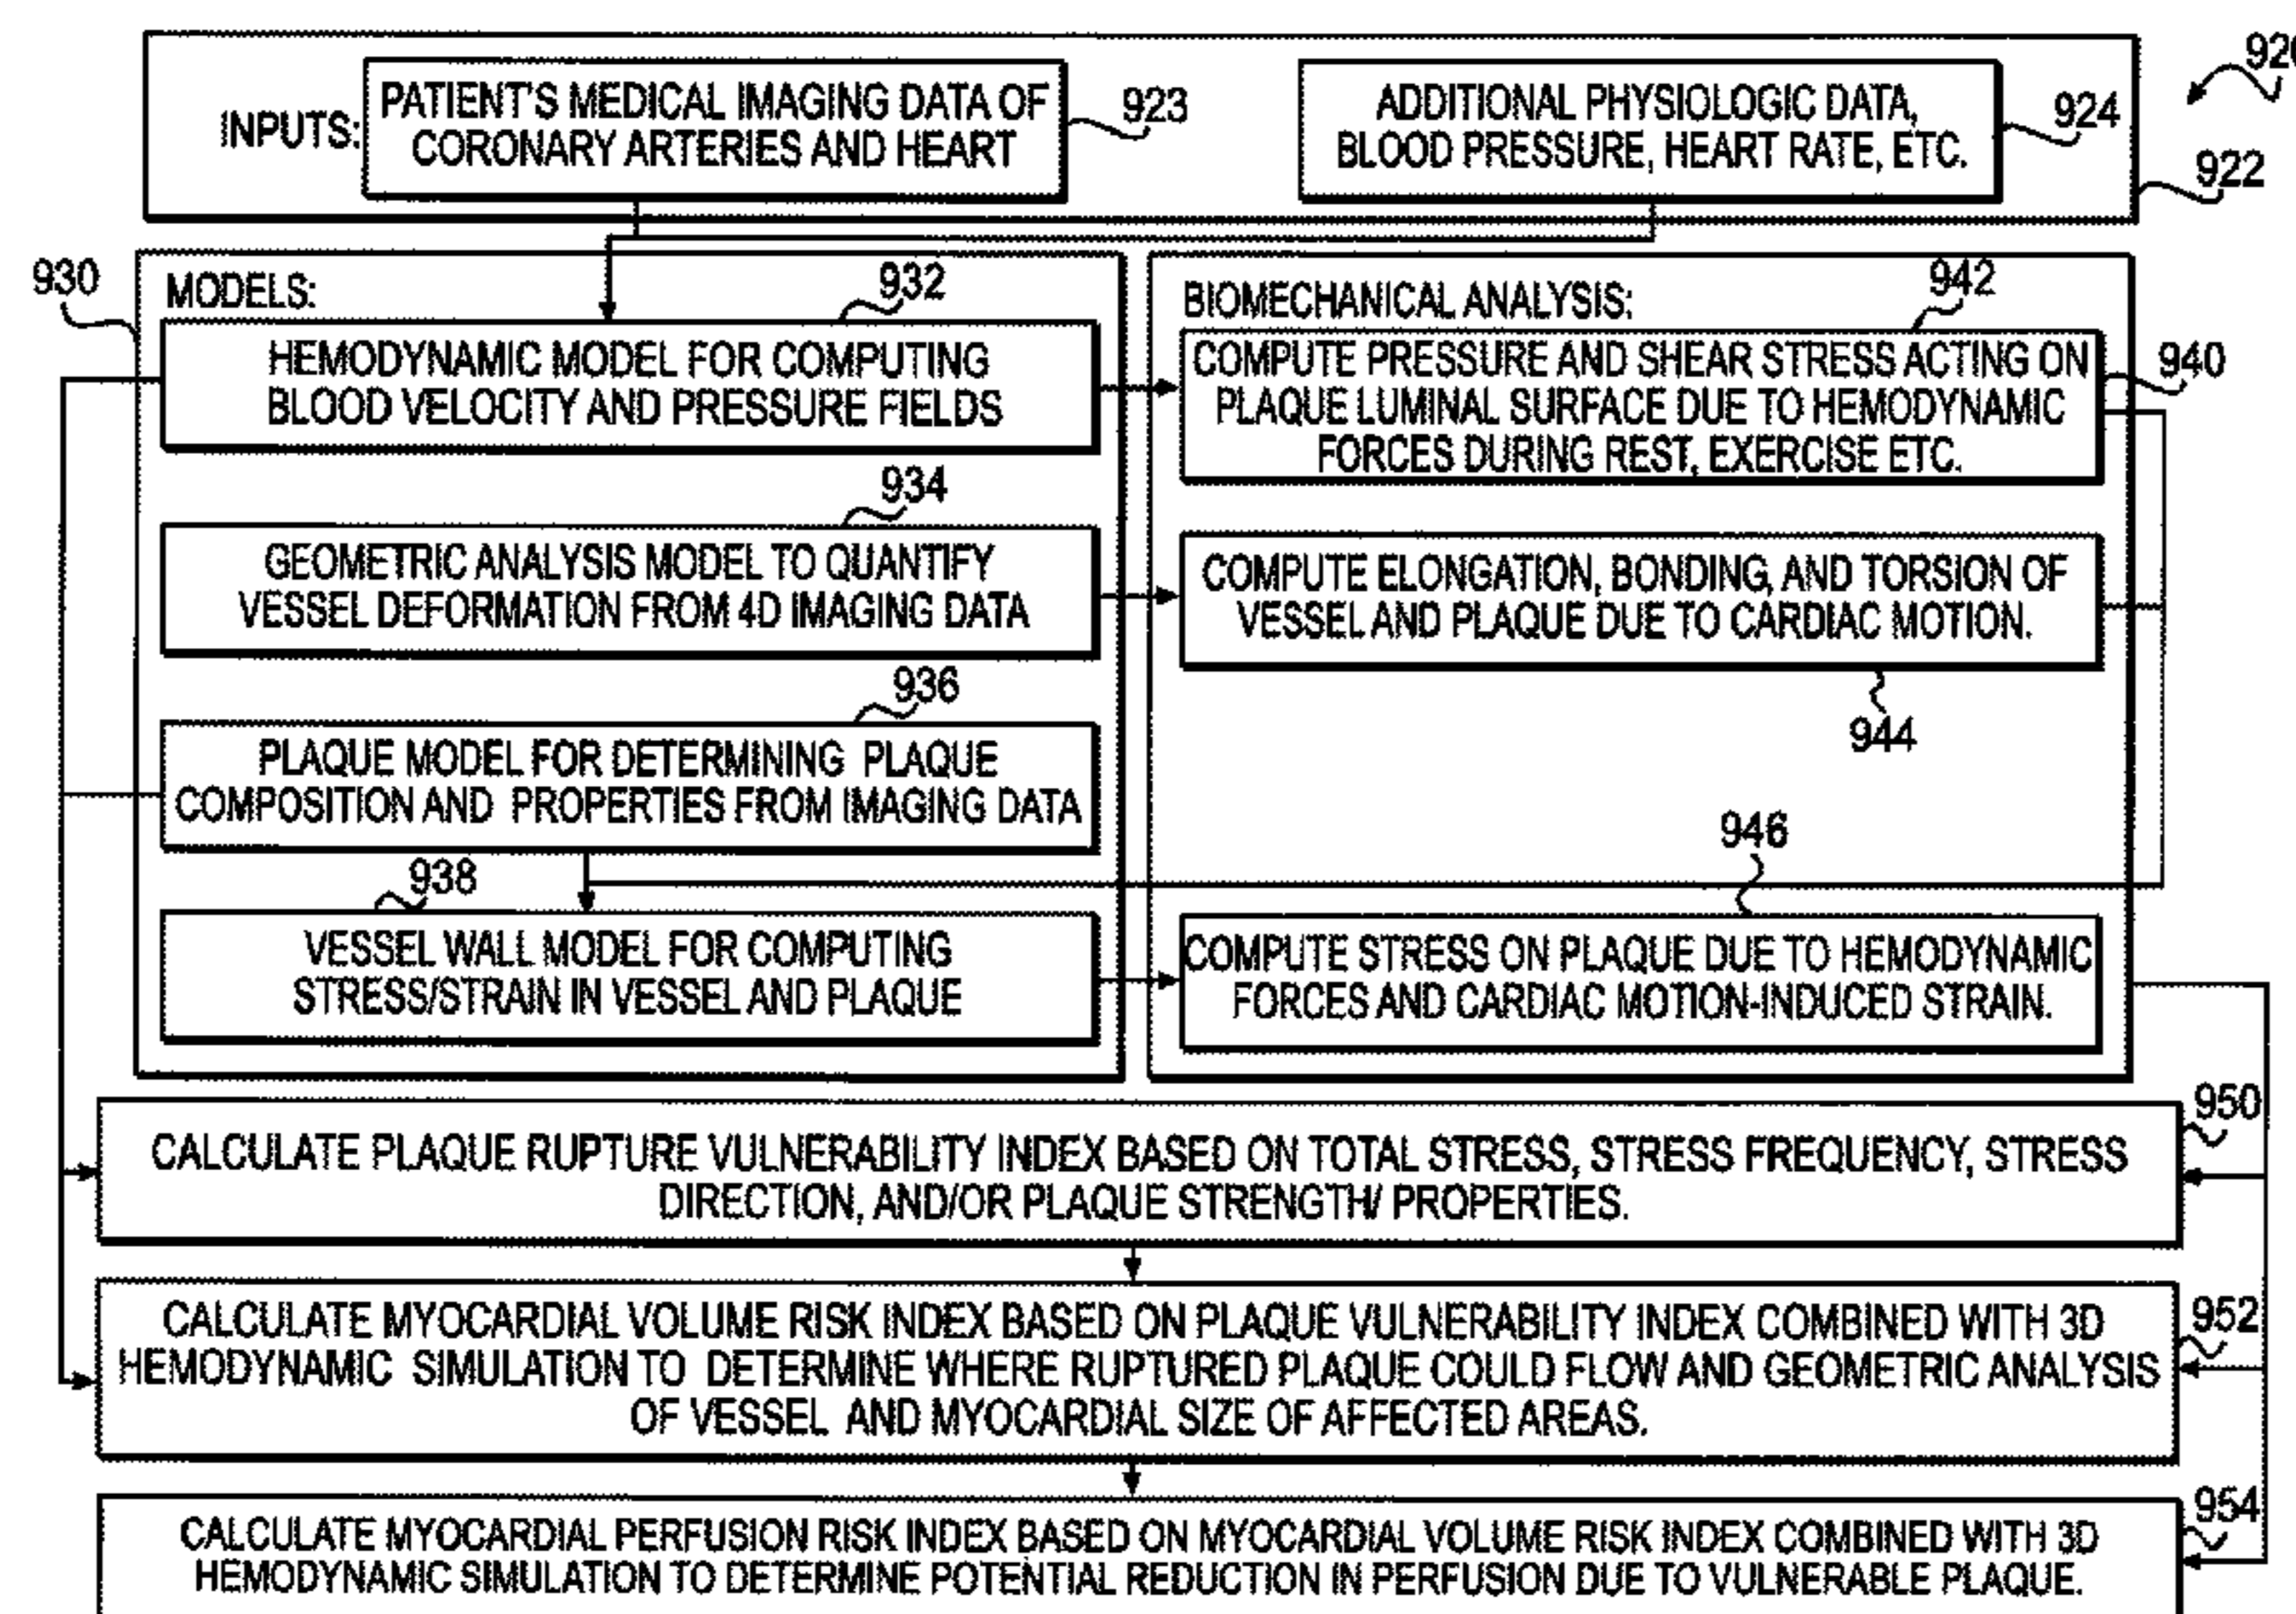 920
INPUTS:
PATIENT'S MEDICAL IMAGING DATA OF
CORONARY ARTERIES AND HEART
923
ADDITIONAL PHYSIOLOGIC DATA,
BLOOD PRESSURE, HEART RATE, ETC.
924
922
930
MODELS:
932
HEMODYNAMIC MODEL FOR COMPUTING
BLOOD VELOCITY AND PRESSURE FIELDS
934
GEOMETRIC ANALYSIS MODEL TO QUANTIFY
VESSEL DEFORMATION FROM 4D IMAGING DATA
936
PLAQUE MODEL FOR DETERMINING PLAQUE
COMPOSITION AND PROPERTIES FROM IMAGING DATA
938
VESSEL WALL MODEL FOR COMPUTING
STRESS/STRAIN IN VESSEL AND PLAQUE
BIOMECHANICAL ANALYSIS:
942
COMPUTE PRESSURE AND SHEAR STRESS ACTING ON
PLAQUE LUMINAL SURFACE DUE TO HEMODYNAMIC
FORCES DURING REST, EXERCISE ETC.
940
COMPUTE ELONGATION, BONDING, AND TORSION OF
VESSEL AND PLAQUE DUE TO CARDIAC MOTION.
944
946
COMPUTE STRESS ON PLAQUE DUE TO HEMODYNAMIC
FORCES AND CARDIAC MOTION-INDUCED STRAIN.
950
CALCULATE PLAQUE RUPTURE VULNERABILITY INDEX BASED ON TOTAL STRESS, STRESS FREQUENCY, STRESS
DIRECTION, AND/OR PLAQUE STRENGTH/ PROPERTIES.
952
CALCULATE MYOCARDIAL VOLUME RISK INDEX BASED ON PLAQUE VULNERABILITY INDEX COMBINED WITH 3D
HEMODYNAMIC SIMULATION TO DETERMINE WHERE RUPTURED PLAQUE COULD FLOW AND GEOMETRIC ANALYSIS
OF VESSEL AND MYOCARDIAL SIZE OF AFFECTED AREAS.
954
CALCULATE MYOCARDIAL PERFUSION RISK INDEX BASED ON MYOCARDIAL VOLUME RISK INDEX COMBINED WITH 3D
HEMODYNAMIC SIMULATION TO DETERMINE POTENTIAL REDUCTION IN PERFUSION DUE TO VULNERABLE PLAQUE.